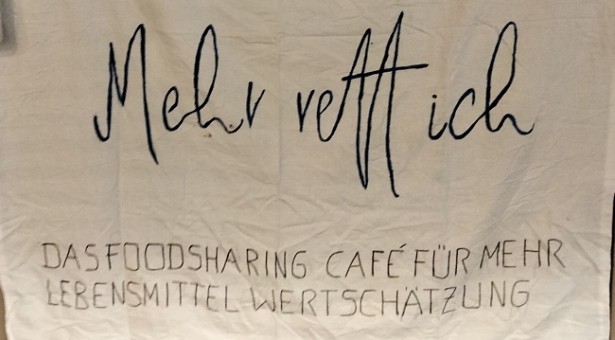 Mehr rettich
DAS FOODSHARING CAFÉ FÜR MEHR
LEBENSMITTEL WERTSCHÄTZUNG